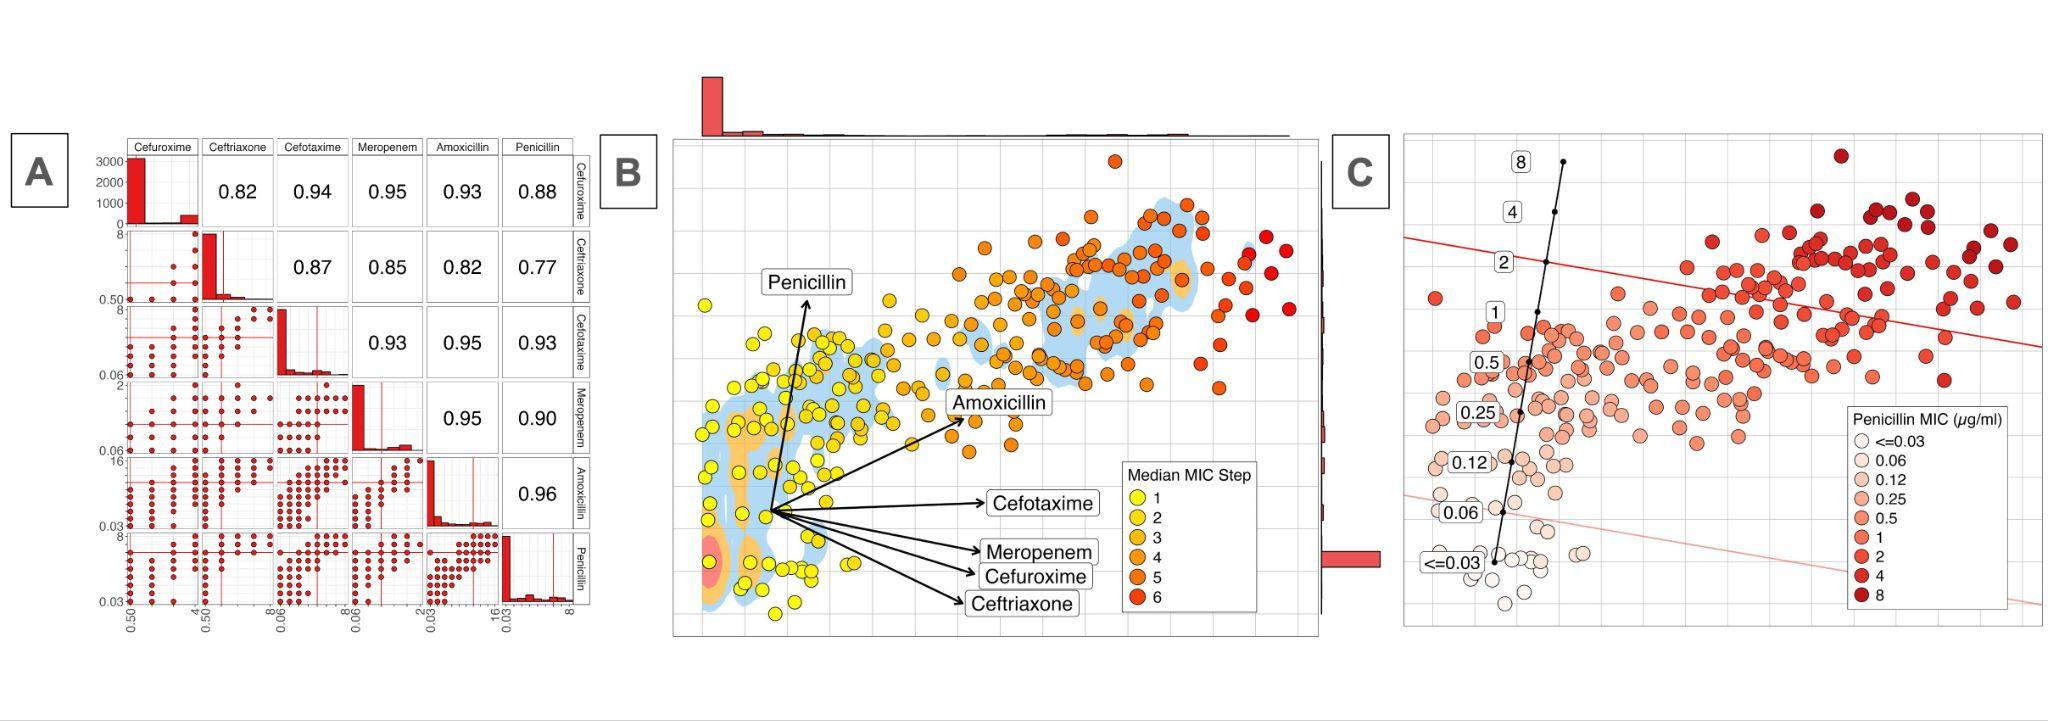 A
Cefuroxime Ceftriaxone Cefotaxime Meropenem Amoxicillin Penicillin
3000
2000
1000
0
0.82 0.94 0.95 0.93 0.88
Cefuroxime
8
0.50
0.87 0.85 0.82 0.77
Ceftriaxone
8
0.06
0.93 0.95 0.93
Cefotaxime
2
0.06
0.95 0.90
Meropenem
16
0.03
0.96
Amoxicillin
8
0.03
Penicillin
0.50 4 0.50 8 0.06 8 0.06 2 0.03 16 0.03 8
B
Penicillin
Amoxicillin
Cefotaxime
Meropenem
Cefuroxime
Ceftriaxone
Median MIC Step
1
2
3
4
5
6
C
8
4
2
1
0.5
0.25
0.12
0.06
<=0.03
Penicillin MIC (µg/ml)
<=0.03
0.06
0.12
0.25
0.5
1
2
4
8